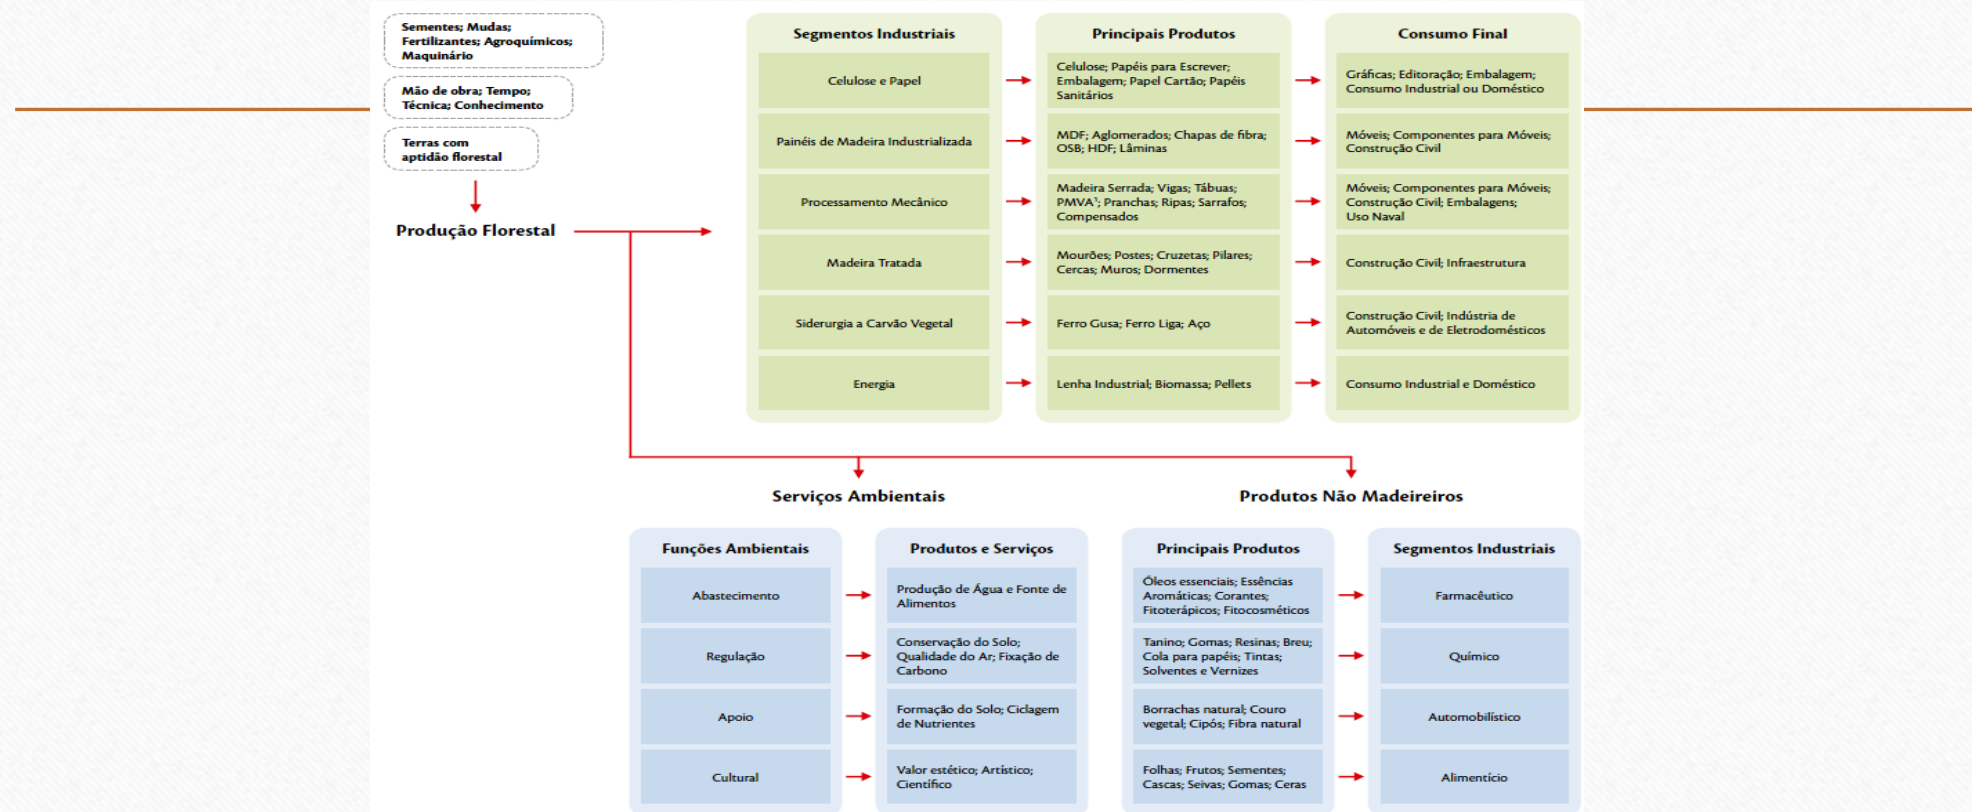 Sementes; Mudas;
Fertilizantes; Agroquímicos;
Maquinário
Mão de obra; Tempo;
Técnica; Conhecimento
Terras com
aptidão florestal
Produção Florestal
Segmentos Industriais
Principais Produtos
Consumo Final
Celulose e Papel
Celulose; Papéis para Escrever;
Embalagem; Papel Cartão; Papéis
Sanitários
Gráficas; Editoração; Embalagem;
Consumo Industrial ou Doméstico
Painéis de Madeira Industrializada
MDF; Aglomerados; Chapas de fibra;
OSB; HDF; Lâminas
Móveis; Componentes para Móveis;
Construção Civil
Processamento Mecânico
Madeira Serrada; Vigas; Tábuas;
PMVA¹; Pranchas; Ripas; Sarrafos;
Compensados
Móveis; Componentes para Móveis;
Construção Civil; Embalagens;
Uso Naval
Madeira Tratada
Mourões; Postes; Cruzetas; Pilares;
Cercas; Muros; Dormentes
Construção Civil; Infraestrutura
Siderurgia a Carvão Vegetal
Ferro Gusa; Ferro Liga; Aço
Construção Civil; Indústria de
Automóveis e de Eletrodomésticos
Energia
Lenha Industrial; Biomassa; Pellets
Consumo Industrial e Doméstico
Serviços Ambientais
Funções Ambientais
Produtos e Serviços
Abastecimento
Produção de Água e Fonte de
Alimentos
Regulação
Conservação do Solo;
Qualidade do Ar; Fixação de
Carbono
Apoio
Formação do Solo; Ciclagem
de Nutrientes
Cultural
Valor estético; Artístico;
Científico
Produtos Não Madeireiros
Principais Produtos
Segmentos Industriais
Óleos essenciais; Essências
Aromáticas; Corantes;
Fitoterápicos; Fitocosméticos
Farmacêutico
Tanino; Gomas; Resinas; Breu;
Cola para papéis; Tintas;
Solventes e Vernizes
Químico
Borrachas natural; Couro
vegetal; Cipós; Fibra natural
Automobilístico
Folhas; Frutos; Sementes;
Cascas; Seivas; Gomas; Ceras
Alimentício